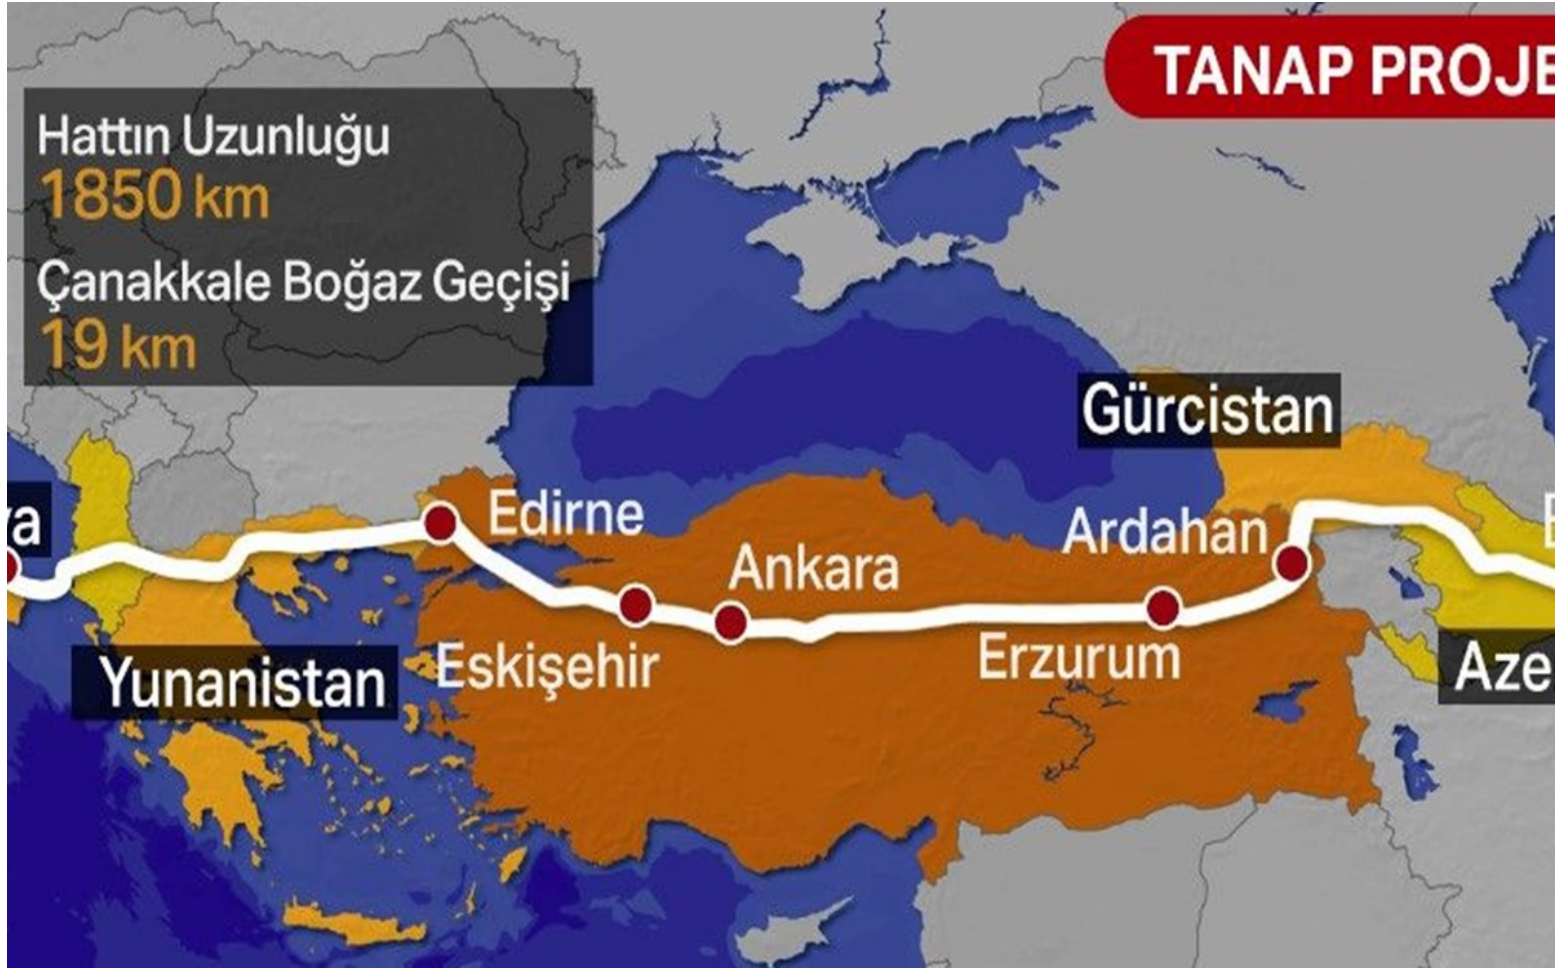 TANAP PROJE
Hattın Uzunluğu
1850 km
Çanakkale Boğaz Geçişi
19 km
Gürcistan
ya
Edirne
Ardahan
Ankara
Eskişehir
Erzurum
Yunanistan
Aze